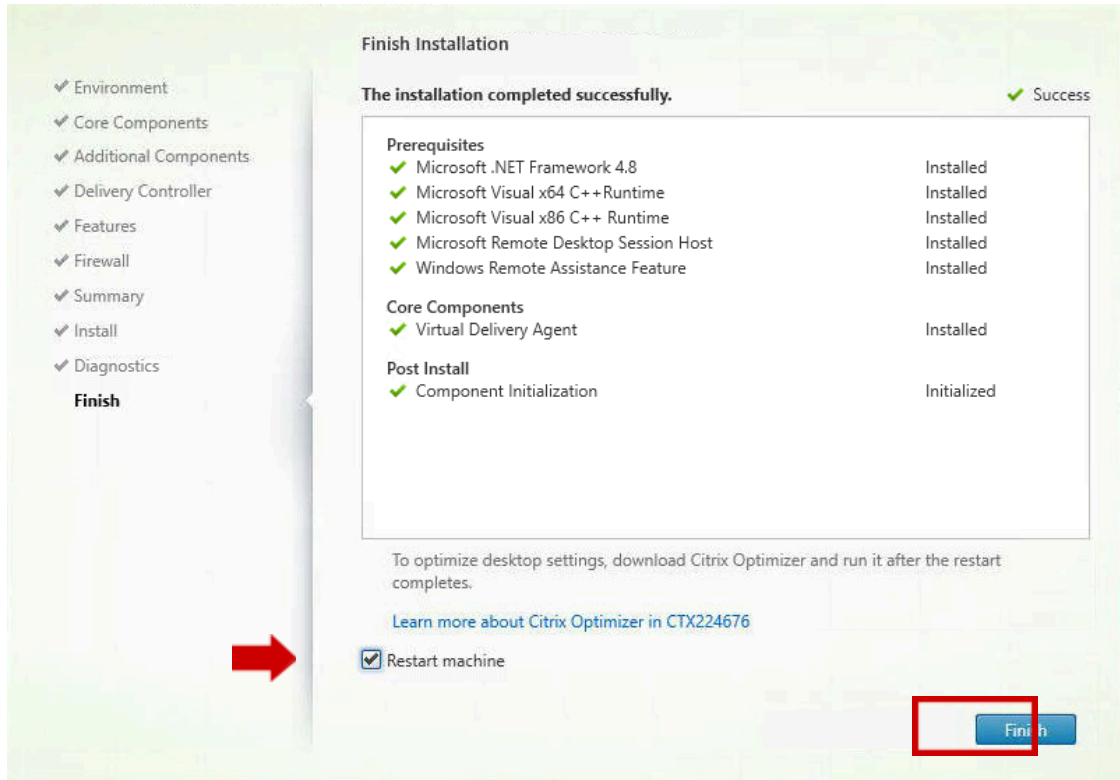 Finish Installation
Environment
Core Components
Additional Components
Delivery Controller
Features
Firewall
Summary
Install
Diagnostics
Finish
The installation completed successfully. Success
Prerequisites
Microsoft .NET Framework 4.8 Installed
Microsoft Visual x64 C++Runtime Installed
Microsoft Visual x86 C++ Runtime Installed
Microsoft Remote Desktop Session Host Installed
Windows Remote Assistance Feature Installed
Core Components
Virtual Delivery Agent Installed
Post Install
Component Initialization Initialized
To optimize desktop settings, download Citrix Optimizer and run it after the restart
completes.
Learn more about Citrix Optimizer in CTX224676
Restart machine
Finish